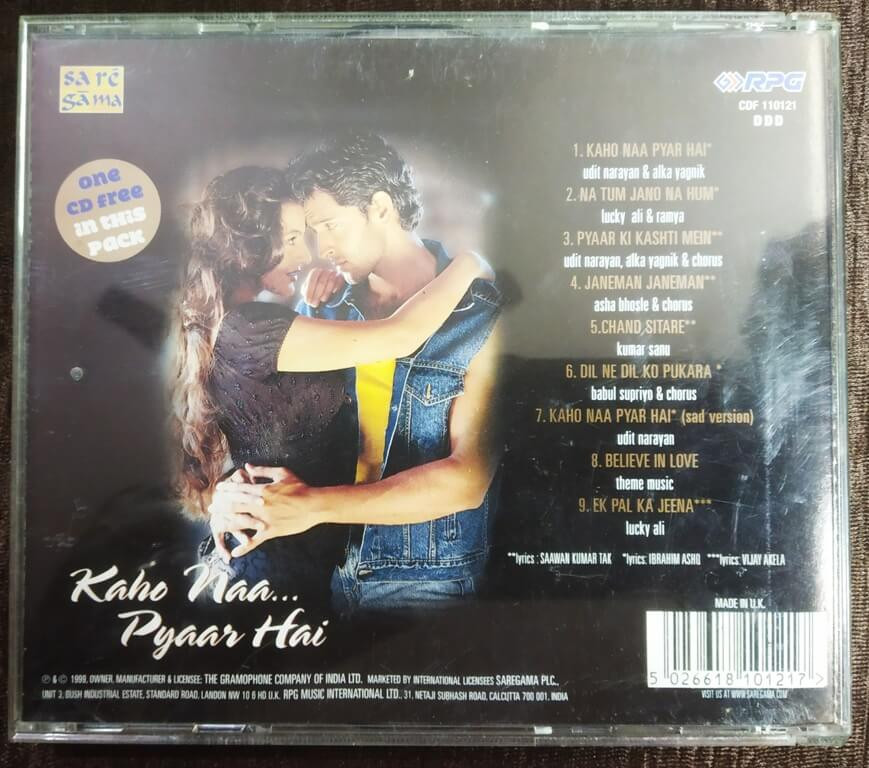 sa rē
gāma
RPG
CDF 110121
DDD
one
CD free
in this
pack
1. KAHO NAA PYAR HAI*
udit narayan & alka yagnik
2. NA TUM JANO NA HUM*
lucky ali & ramya
3. PYAAR KI KASHTI MEIN**
udit narayan, alka yagnik & chorus
4. JANEMAN JANEMAN**
asha bhosle & chorus
5.CHAND SITARE**
kumar sanu
6. DIL NE DIL KO PUKARA *
babul supriyo & chorus
7. KAHO NAA PYAR HAI* (sad version)
udit narayan
8. BELIEVE IN LOVE
theme music
9. EK PAL KA JEENA***
lucky ali
**lyrics : SAAWAN KUMAR TAK *lyrics: IBRAHIM ASHQ ***lyrics: VIJAY AKELA
Kaho Naa...
Pyaar Hai
MADE IN U.K.
5 026618 101217 >
VISIT US AT WWW.SAREGAMA.COM
℗ & © 1999. OWNER, MANUFACTURER & LICENSEE: THE GRAMOPHONE COMPANY OF INDIA LTD. MARKETED BY INTERNATIONAL LICENSEES SAREGAMA PLC.,
UNIT 3, BUSH INDUSTRIAL ESTATE, STANDARD ROAD, LANDON NW 10 6 HD U.K. RPG MUSIC INTERNATIONAL LTD., 31, NETAJI SUBHASH ROAD, CALCUTTA 700 001. INDIA